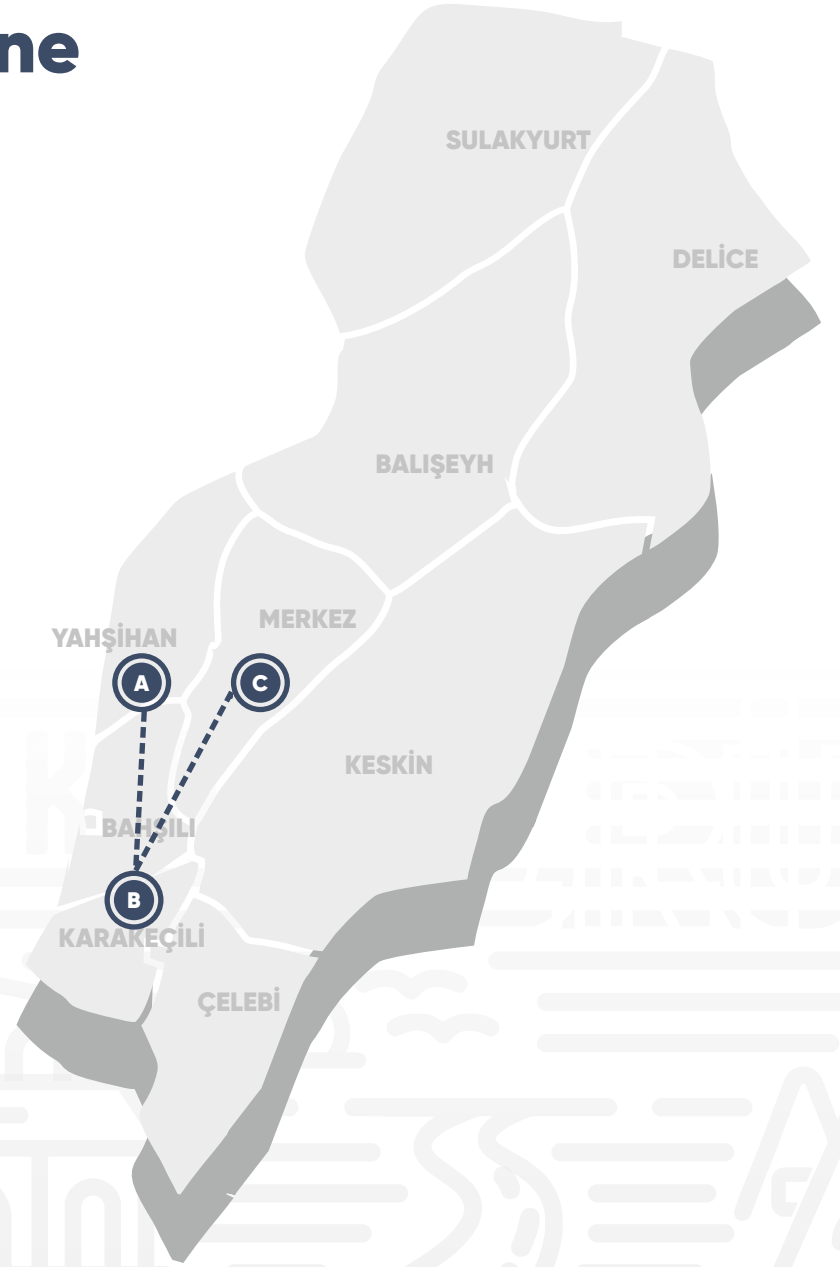 ne
SULAKYURT
DELİCE
BALIŞEYH
MERKEZ
YAHŞİHAN
A
C
KESKİN
BAHŞILI
B
KARAKEÇİLİ
ÇELEBİ